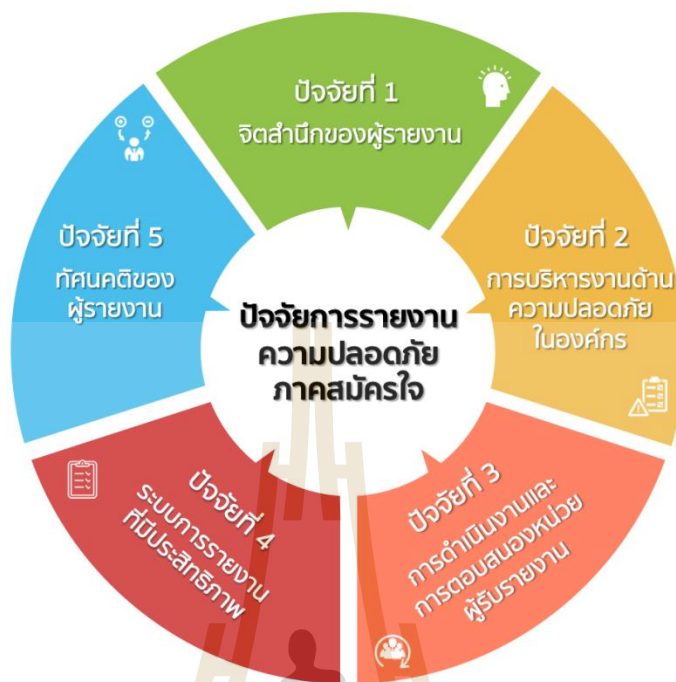 ปัจจัยที่ 1
จิตสำนึกของผู้รายงาน
ปัจจัยที่ 2
การบริหารงานด้าน
ความปลอดภัย
ในองค์กร
ปัจจัยที่ 3
การดำเนินงานและ
การตอบสนองหน่วย
ผู้รับรายงาน
ปัจจัยที่ 4
ระบบการรายงาน
ที่มีประสิทธิภาพ
ปัจจัยที่ 5
ทัศนคติของ
ผู้รายงาน
ปัจจัยการรายงาน
ความปลอดภัย
ภาคสมัครใจ